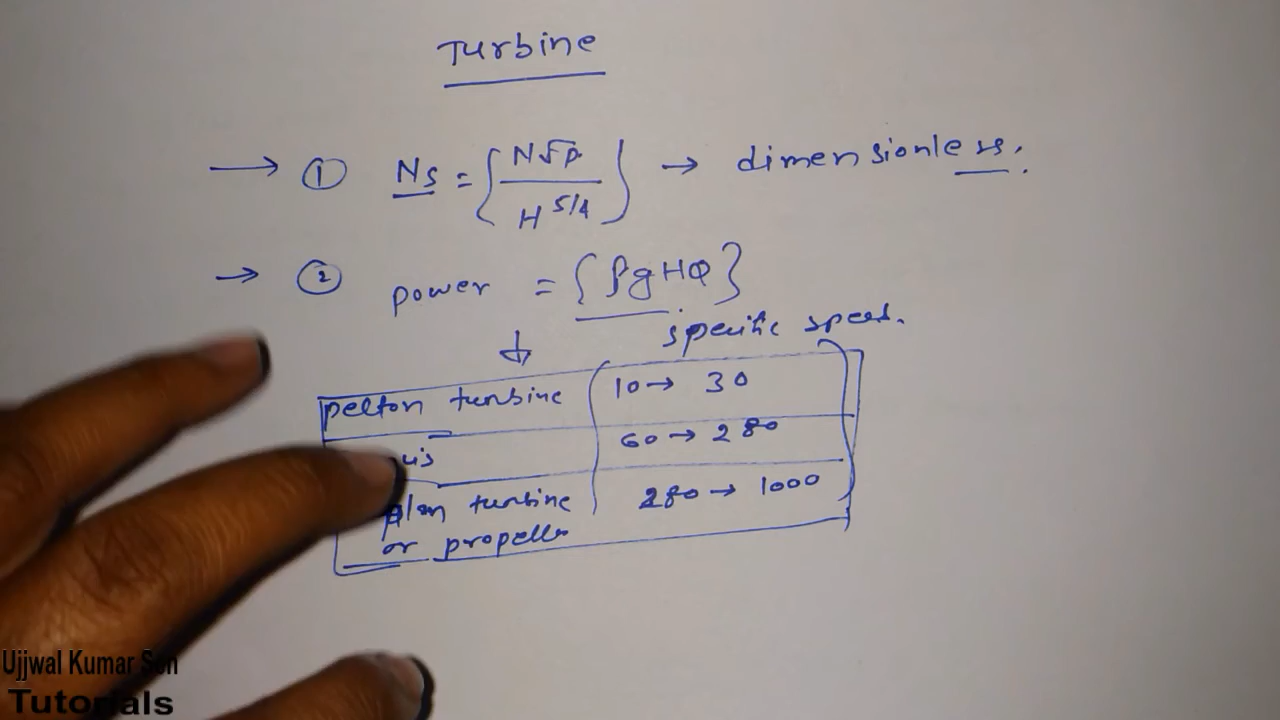 Turbine
→ ① Ns = {N√P / H^5/4} → dimensionless.
→ ② power = {ρgHQ}
specific speed.
pelton turbine 10→ 30
60→ 280
plan turbine 280→ 1000
or propeller
Ujjwal Kumar Sen
Tutorials